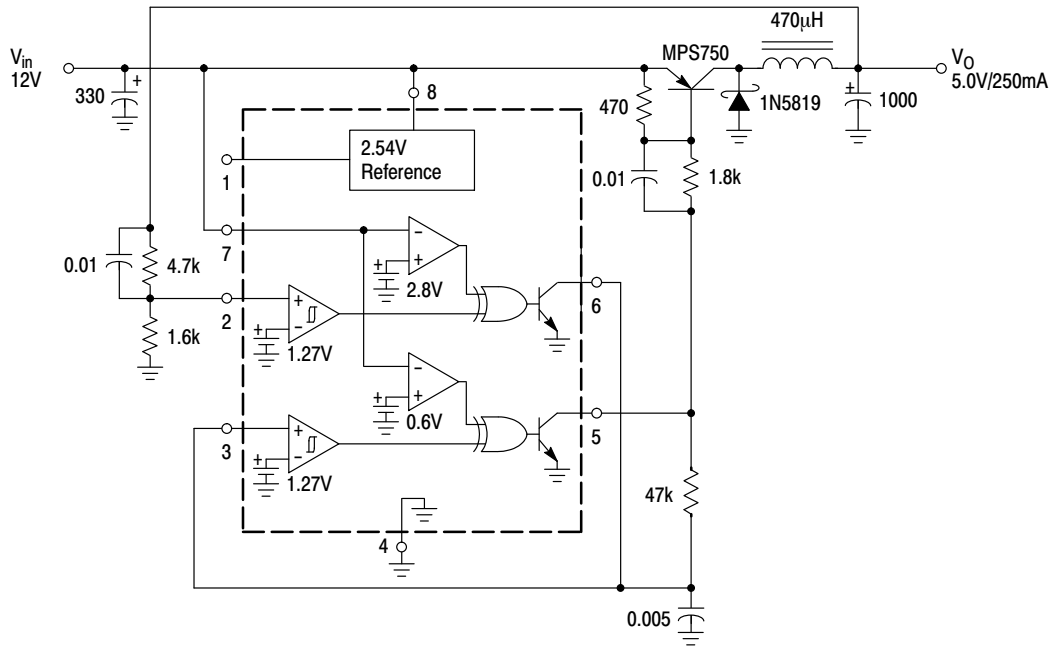 470µH
MPS750
Vin
12V
VO
5.0V/250mA
330
+
8
470
1N5819
+
1000
2.54V
Reference
1
0.01
1.8k
7
−
+
+
2.8V
0.01
4.7k
6
2
+
−
+
1.27V
1.6k
−
+
+
0.6V
5
3
+
−
+
1.27V
47k
4
0.005